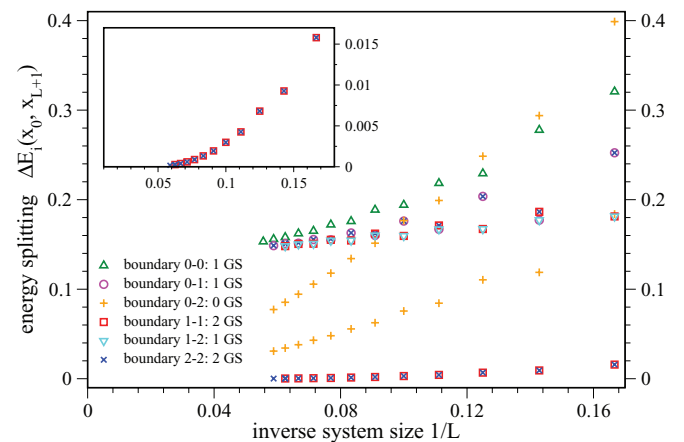 0.4
0.3
0.2
0.1
0
energy splitting ΔE_i(x_0, x_{L+1})
0.015
0.01
0.005
0
0.05
0.1
0.15
0.4
0.3
0.2
0.1
0
boundary 0-0: 1 GS
boundary 0-1: 1 GS
boundary 0-2: 0 GS
boundary 1-1: 2 GS
boundary 1-2: 1 GS
boundary 2-2: 2 GS
0
0.04
0.08
0.12
0.16
inverse system size 1/L